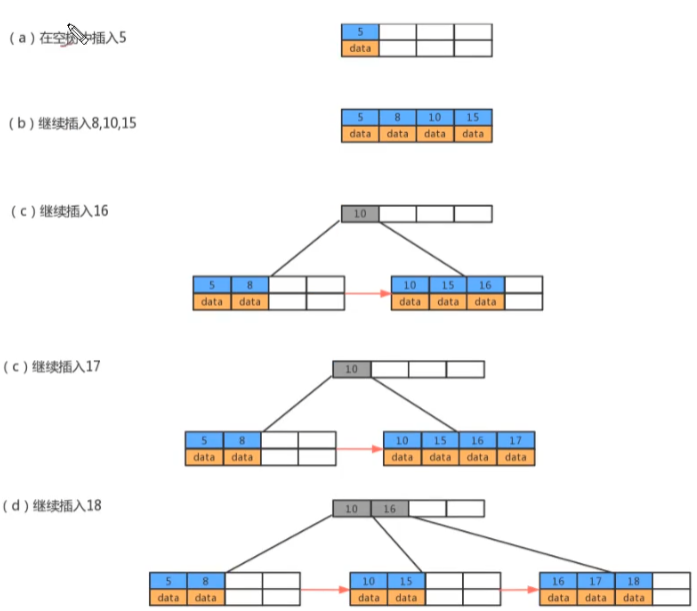 (a)在空树中插入5
5
data
(b)继续插入8,10,15
5 8 10 15
data data data data
(c)继续插入16
10
5 8 10 15 16
data data data data data
(c)继续插入17
10
5 8 10 15 16 17
data data data data data data
(d)继续插入18
10 16
5 8 10 15 16 17 18
data data data data data data data